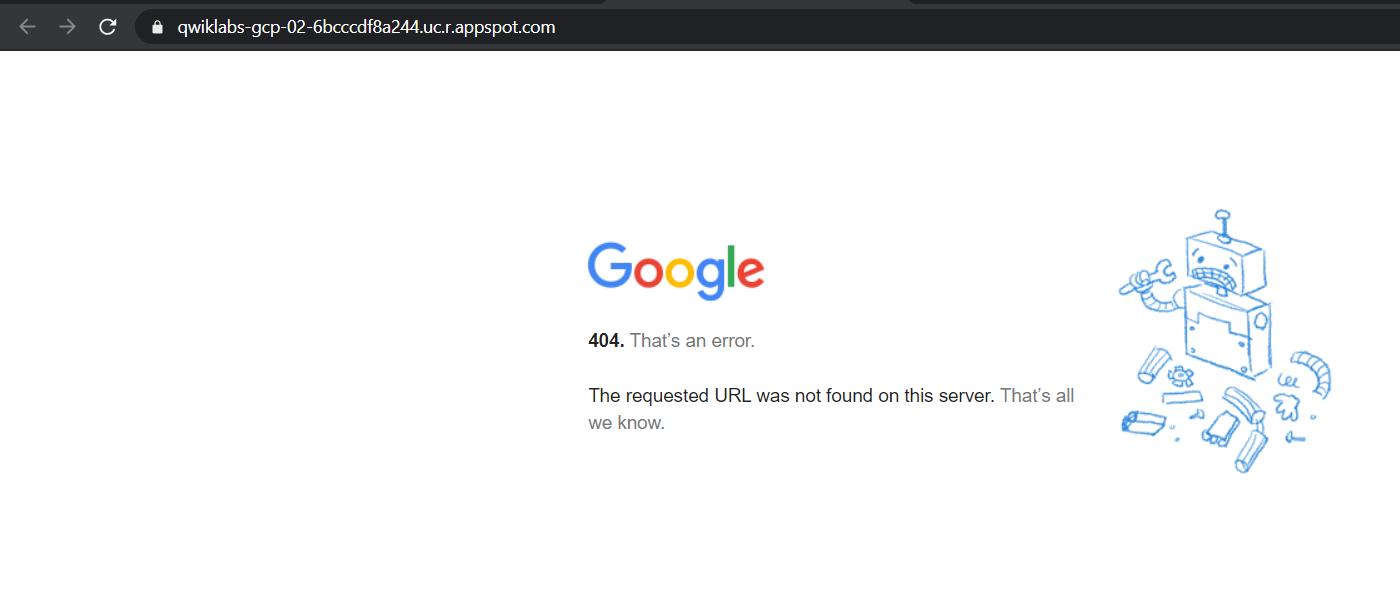 qwiklabs-gcp-02-6bcccdf8a244.uc.r.appspot.com
Google
404. That’s an error.
The requested URL was not found on this server. That’s all
we know.